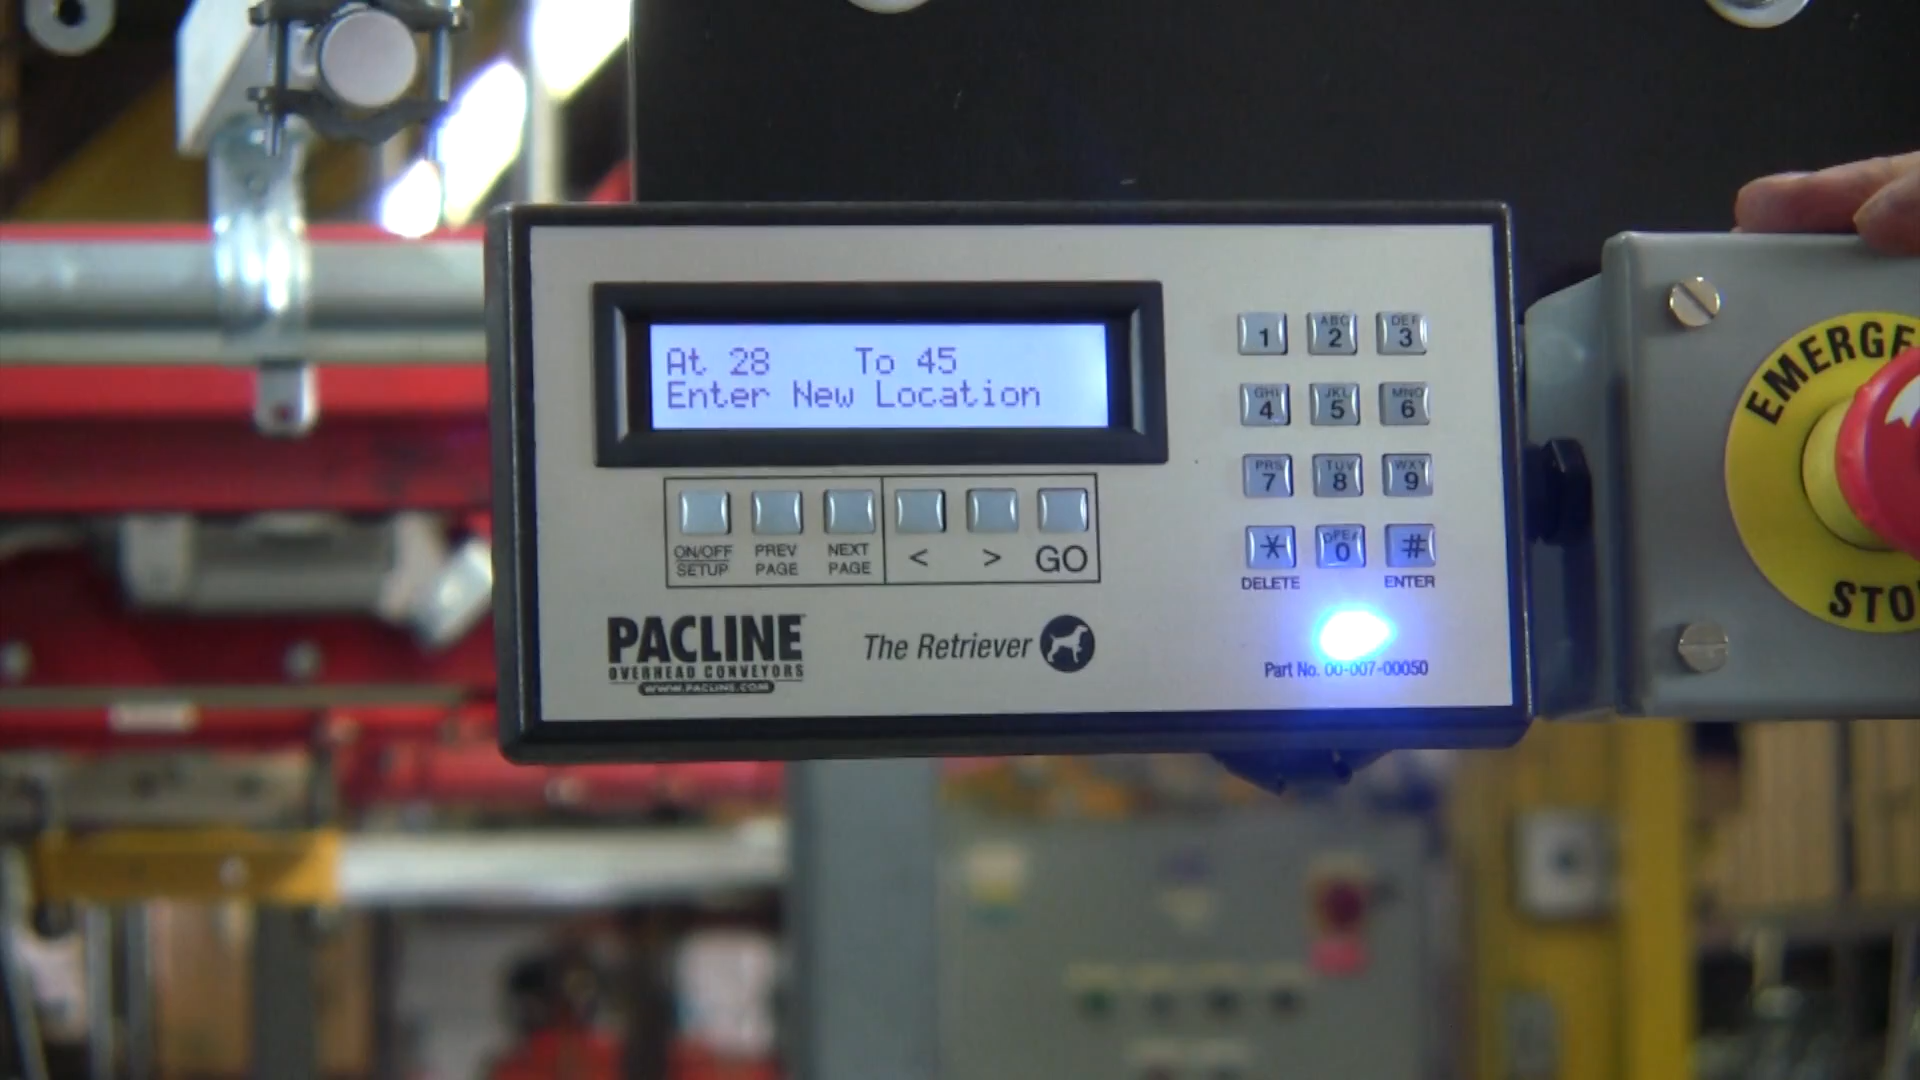 At 28 To 45
Enter New Location
ON/OFF
SETUP
PREV
PAGE
NEXT
PAGE
<
>
GO
1
ABC
2
DEF
3
GHI
4
JKL
5
MNO
6
PRS
7
TUV
8
WXY
9
*
OPER
0
#
DELETE
ENTER
PACLINE
OVERHEAD CONVEYORS
WWW.PACLINE.COM
The Retriever
Part No. 00-007-00050
EMERGE
STO